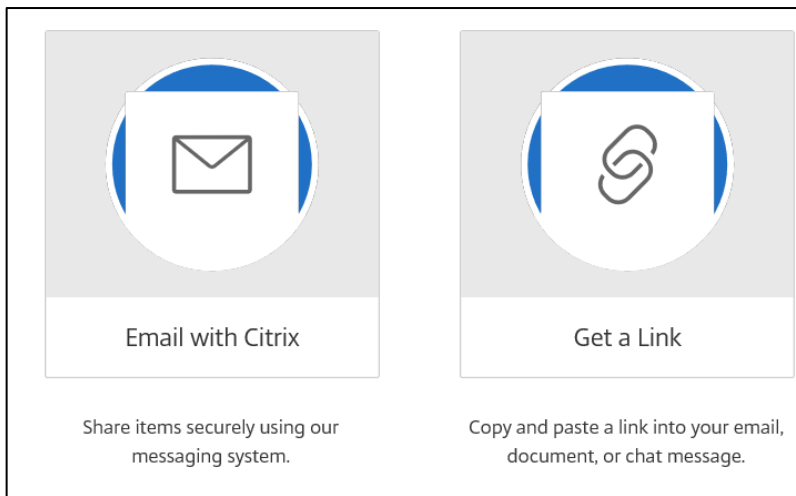 Email with Citrix
Share items securely using our
messaging system.
Get a Link
Copy and paste a link into your email,
document, or chat message.